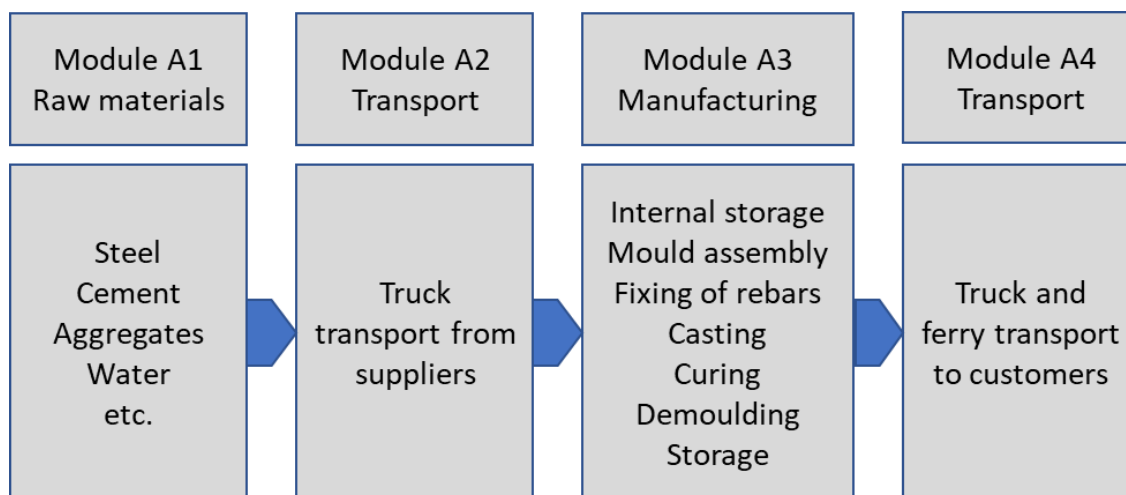 Module A1
Raw materials
Module A2
Transport
Module A3
Manufacturing
Module A4
Transport
Steel
Cement
Aggregates
Water
etc.
Truck
transport from
suppliers
Internal storage
Mould assembly
Fixing of rebars
Casting
Curing
Demoulding
Storage
Truck and
ferry transport
to customers